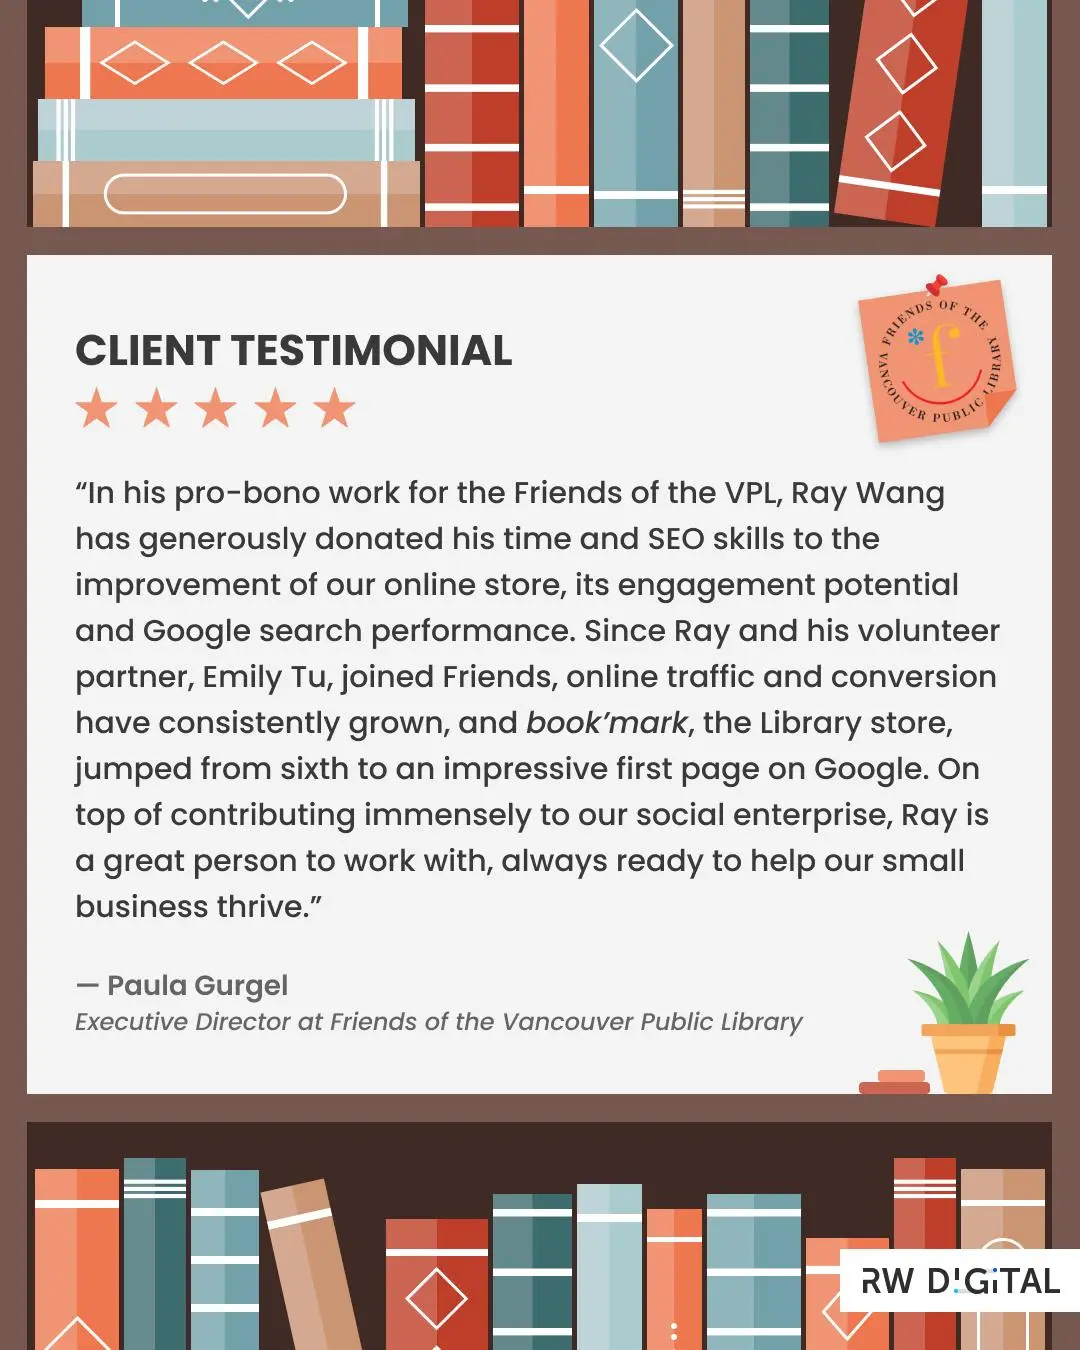 CLIENT TESTIMONIAL
FRIENDS OF THE
VANCOUVER PUBLIC LIBRARY
*f
“In his pro-bono work for the Friends of the VPL, Ray Wang
has generously donated his time and SEO skills to the
improvement of our online store, its engagement potential
and Google search performance. Since Ray and his volunteer
partner, Emily Tu, joined Friends, online traffic and conversion
have consistently grown, and book’mark, the Library store,
jumped from sixth to an impressive first page on Google. On
top of contributing immensely to our social enterprise, Ray is
a great person to work with, always ready to help our small
business thrive.”
— Paula Gurgel
Executive Director at Friends of the Vancouver Public Library
RW D!GiTAL